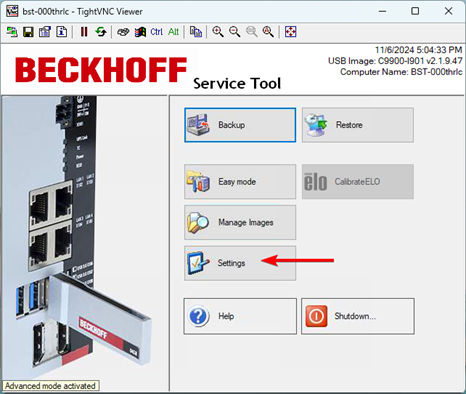 bst-000thrlc - TightVNC Viewer
Ctrl Alt
11/6/2024 5:04:33 PM
USB Image: C9900-I901 v2.1.9.47
Computer Name: BST-000thrlc
BECKHOFF Service Tool
Backup
Restore
Easy mode
elo CalibrateELO
Manage Images
Settings
Help
Shutdown...
BECKHOFF
Advanced mode activated